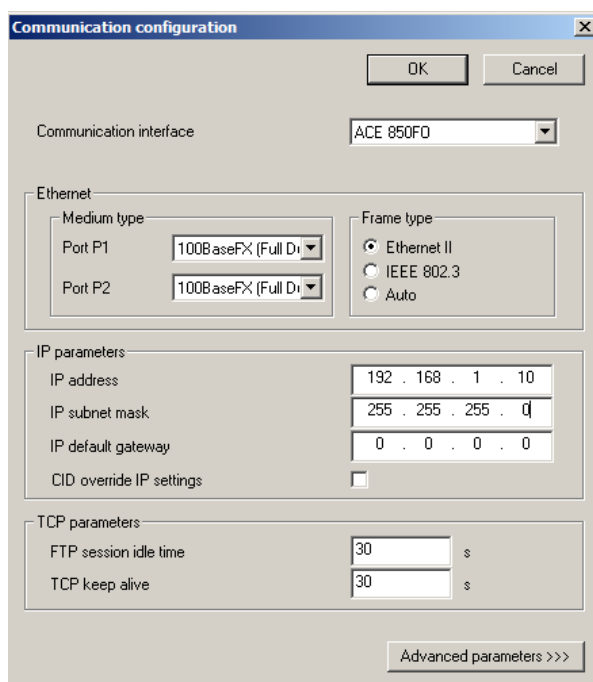 Communication configuration
OK Cancel
Communication interface ACE 850FO
Ethernet
Medium type Frame type
Port P1 100BaseFX (Full Du Ethernet II
IEEE 802.3
Port P2 100BaseFX (Full Du Auto
IP parameters
IP address 192 . 168 . 1 . 10
IP subnet mask 255 . 255 . 255 . 0
IP default gateway 0 . 0 . 0 . 0
CID override IP settings
TCP parameters
FTP session idle time 30 s
TCP keep alive 30 s
Advanced parameters >>>